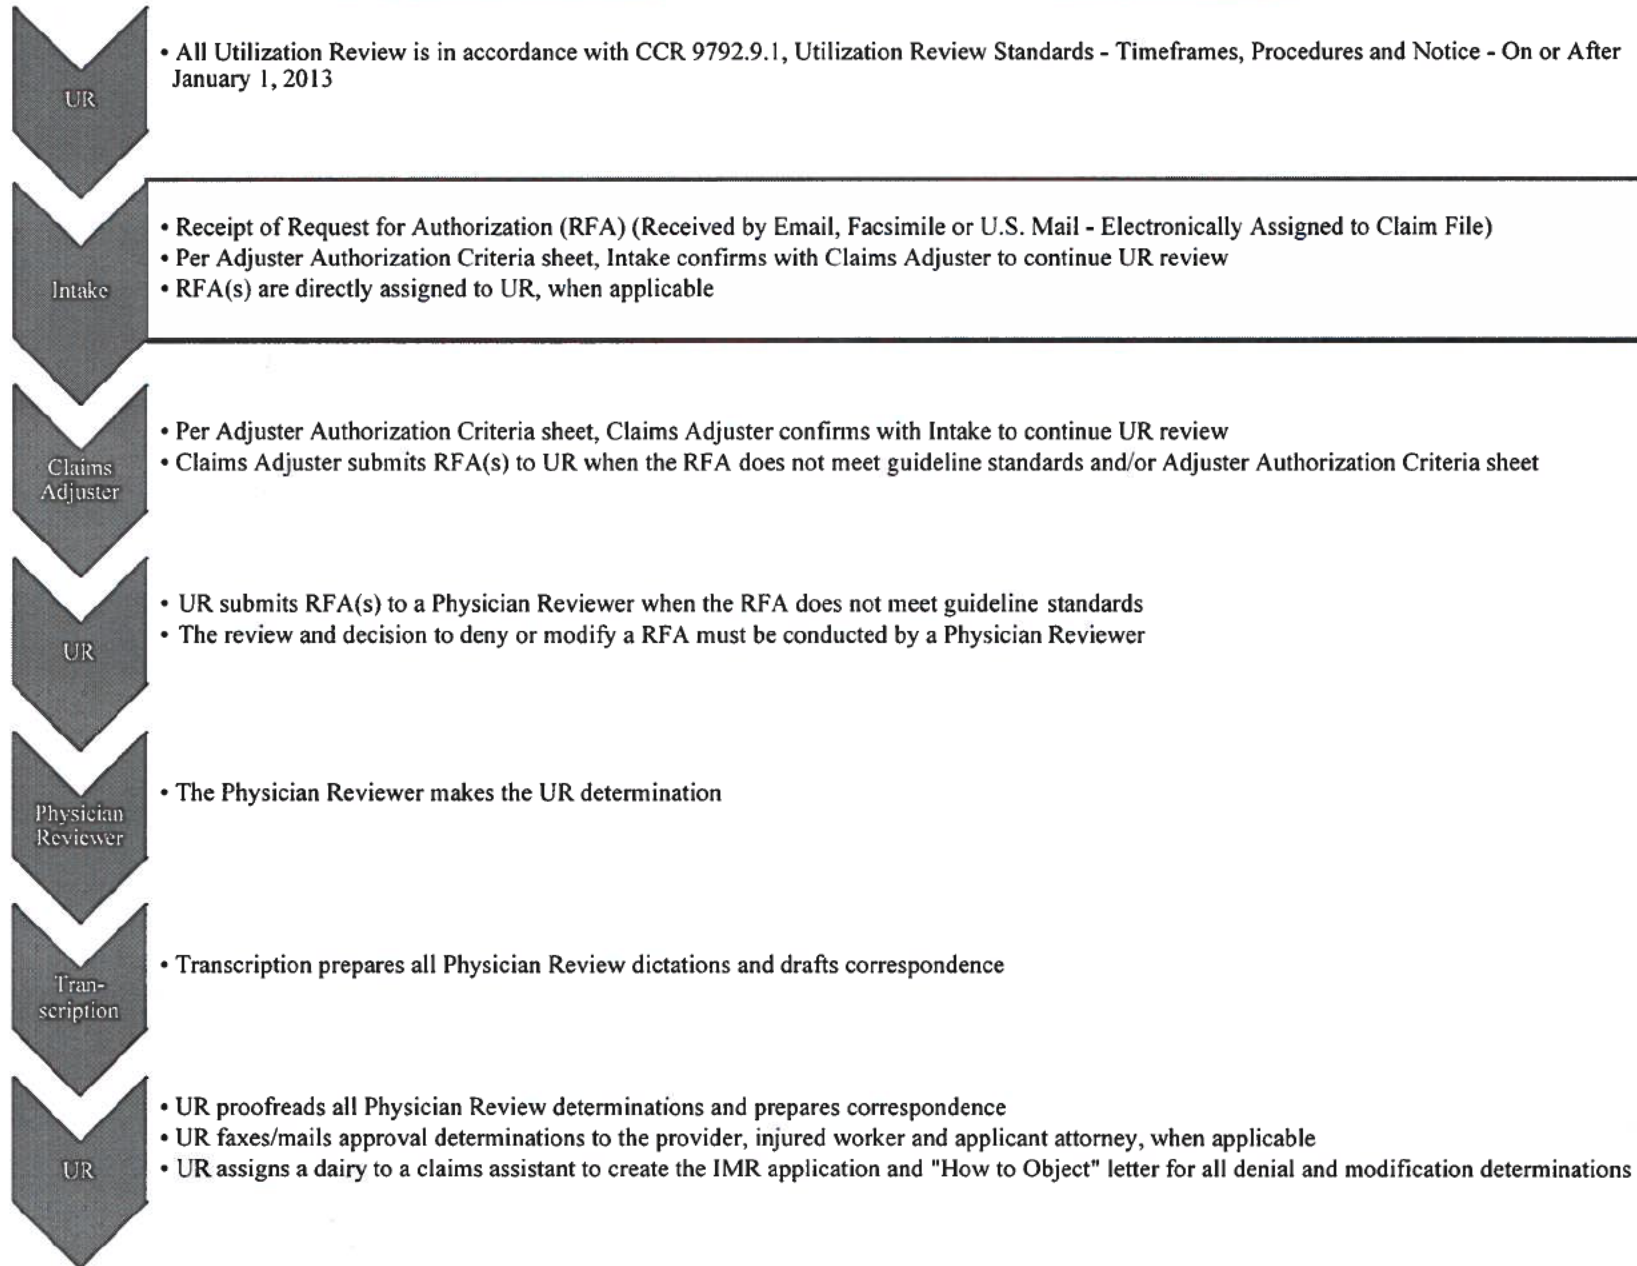 UR
• All Utilization Review is in accordance with CCR 9792.9.1, Utilization Review Standards - Timeframes, Procedures and Notice - On or After
January 1, 2013
Intake
• Receipt of Request for Authorization (RFA) (Received by Email, Facsimile or U.S. Mail - Electronically Assigned to Claim File)
• Per Adjuster Authorization Criteria sheet, Intake confirms with Claims Adjuster to continue UR review
• RFA(s) are directly assigned to UR, when applicable
Claims
Adjuster
• Per Adjuster Authorization Criteria sheet, Claims Adjuster confirms with Intake to continue UR review
• Claims Adjuster submits RFA(s) to UR when the RFA does not meet guideline standards and/or Adjuster Authorization Criteria sheet
UR
• UR submits RFA(s) to a Physician Reviewer when the RFA does not meet guideline standards
• The review and decision to deny or modify a RFA must be conducted by a Physician Reviewer
Physician
Reviewer
• The Physician Reviewer makes the UR determination
Tran-
scription
• Transcription prepares all Physician Review dictations and drafts correspondence
UR
• UR proofreads all Physician Review determinations and prepares correspondence
• UR faxes/mails approval determinations to the provider, injured worker and applicant attorney, when applicable
• UR assigns a dairy to a claims assistant to create the IMR application and "How to Object" letter for all denial and modification determinations